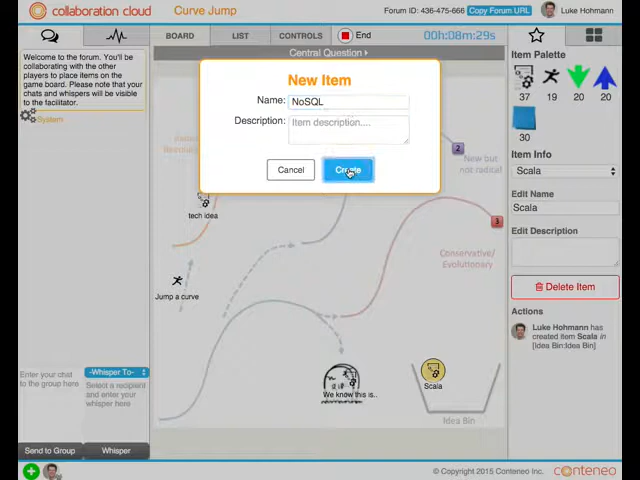 collaboration cloud
Curve Jump
Forum ID: 436-475-666
Copy Forum URL
Luke Hohmann
BOARD
LIST
CONTROLS
End
00h:08m:29s
Central Question
Welcome to the forum. You'll be
collaborating with the other
players to place items on the
game board. Please note that
your chats and whispers will be
visible to the facilitator.
System
New Item
Name:
NoSQL
Description:
Item description....
Cancel
Create
tech idea
Jump a curve
2
New but
not radical
3
Conservative/
Evolutionary
We know this is..
Scala
Idea Bin
Item Palette
37
19
20
20
30
Item Info
Scala
Edit Name
Scala
Edit Description
Delete Item
Actions
Luke Hohmann has
created item Scala in
[Idea Bin:Idea Bin]
Enter your chat
to the group here
-Whisper To-
Select a recipient
and enter your
whisper here
Send to Group
Whisper
© Copyright 2015 Conteneo Inc.
conteneo